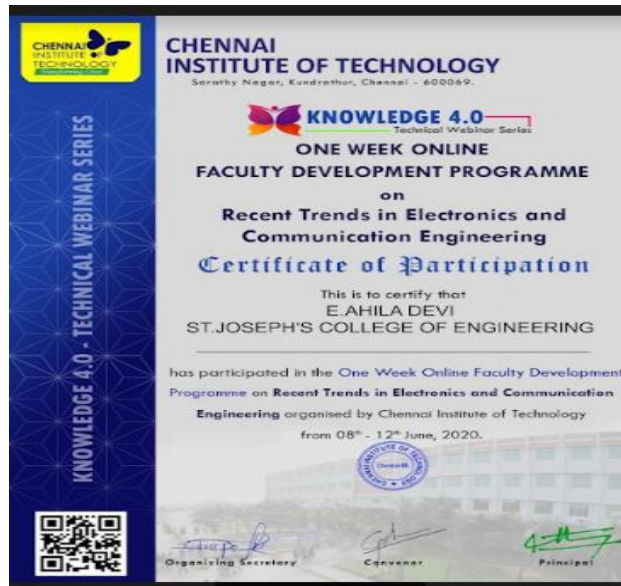 CHENNAI
INSTITUTE OF
TECHNOLOGY
CHENNAI
INSTITUTE OF TECHNOLOGY
Sarathy Nagar, Kundrathur, Chennai - 600069.
KNOWLEDGE 4.0
Technical Webinar Series
ONE WEEK ONLINE
FACULTY DEVELOPMENT PROGRAMME
on
Recent Trends in Electronics and
Communication Engineering
Certificate of Participation
This is to certify that
E.AHILA DEVI
ST.JOSEPH'S COLLEGE OF ENGINEERING
has participated in the One Week Online Faculty Development
Programme on Recent Trends in Electronics and Communication
Engineering organised by Chennai Institute of Technology
from 08th - 12th June, 2020.
KNOWLEDGE 4.0 - TECHNICAL WEBINAR SERIES
Organizing Secretary
Convener
Principal